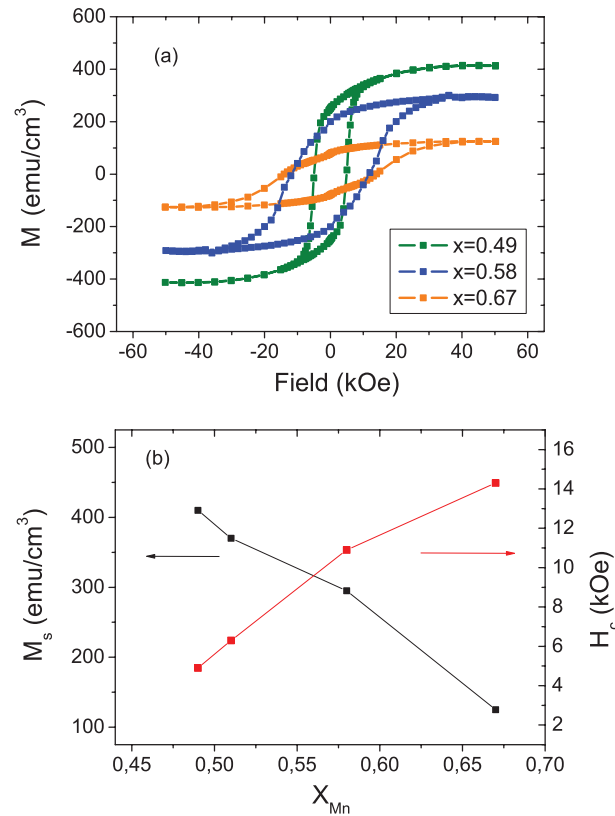 (a)
600
400
200
0
-200
-400
-600
M (emu/cm³)
x=0.49
x=0.58
x=0.67
-60 -40 -20 0 20 40 60
Field (kOe)
(b)
500
400
300
200
100
Mₛ (emu/cm³)
16
14
12
10
8
6
4
2
H_c (kOe)
0,45 0,50 0,55 0,60 0,65 0,70
X_Mn